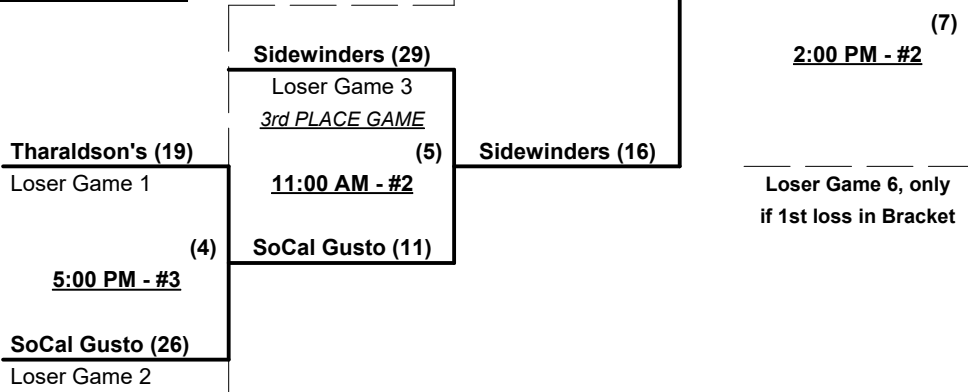 (7)
2:00 PM - #2
Sidewinders (29)
Loser Game 3
3rd PLACE GAME
Tharaldson's (19)
(5)
Sidewinders (16)
Loser Game 1
11:00 AM - #2
Loser Game 6, only
if 1st loss in Bracket
(4)
SoCal Gusto (11)
5:00 PM - #3
SoCal Gusto (26)
Loser Game 2